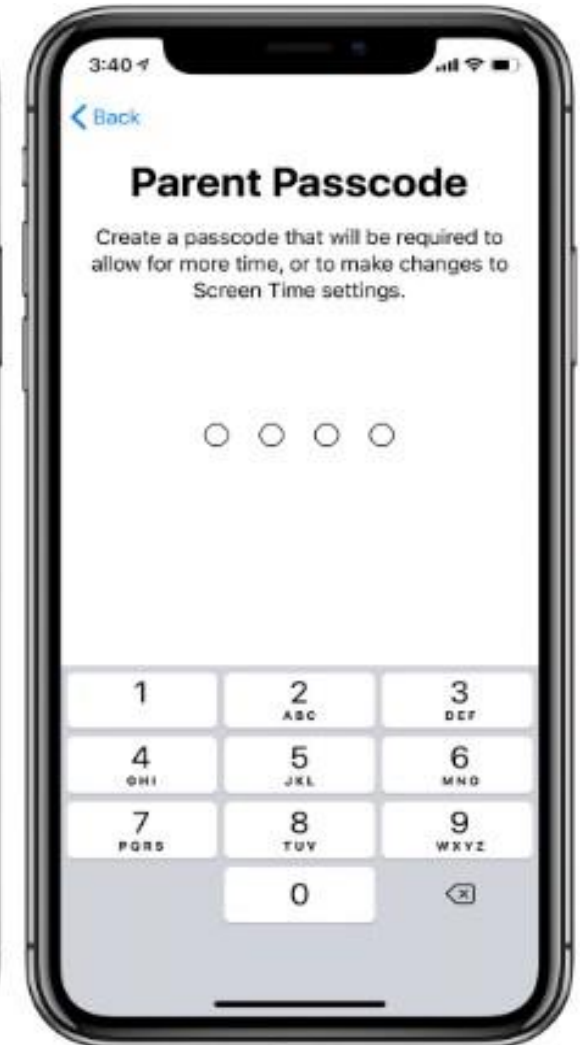 3:40
Back
Parent Passcode
Create a passcode that will be required to
allow for more time, or to make changes to
Screen Time settings.
1 2 3
ABC DEF
4 5 6
GHI JKL MNO
7 8 9
PQRS TUV WXYZ
0